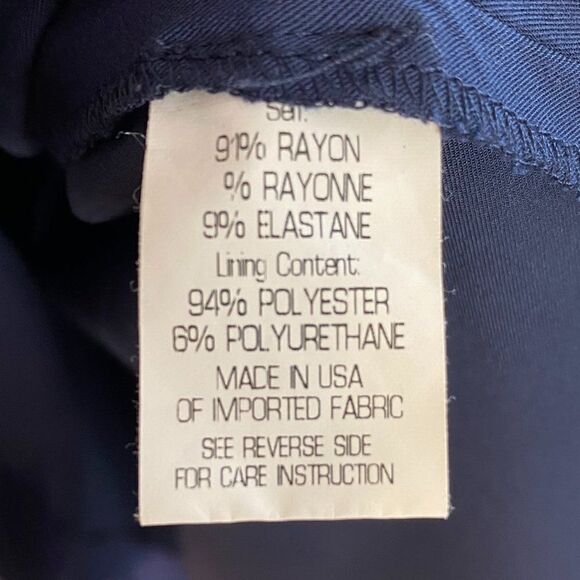 Self:
91% RAYON
% RAYONNE
9% ELASTANE
Lining Content:
94% POLYESTER
6% POLYURETHANE
MADE IN USA
OF IMPORTED FABRIC
SEE REVERSE SIDE
FOR CARE INSTRUCTION